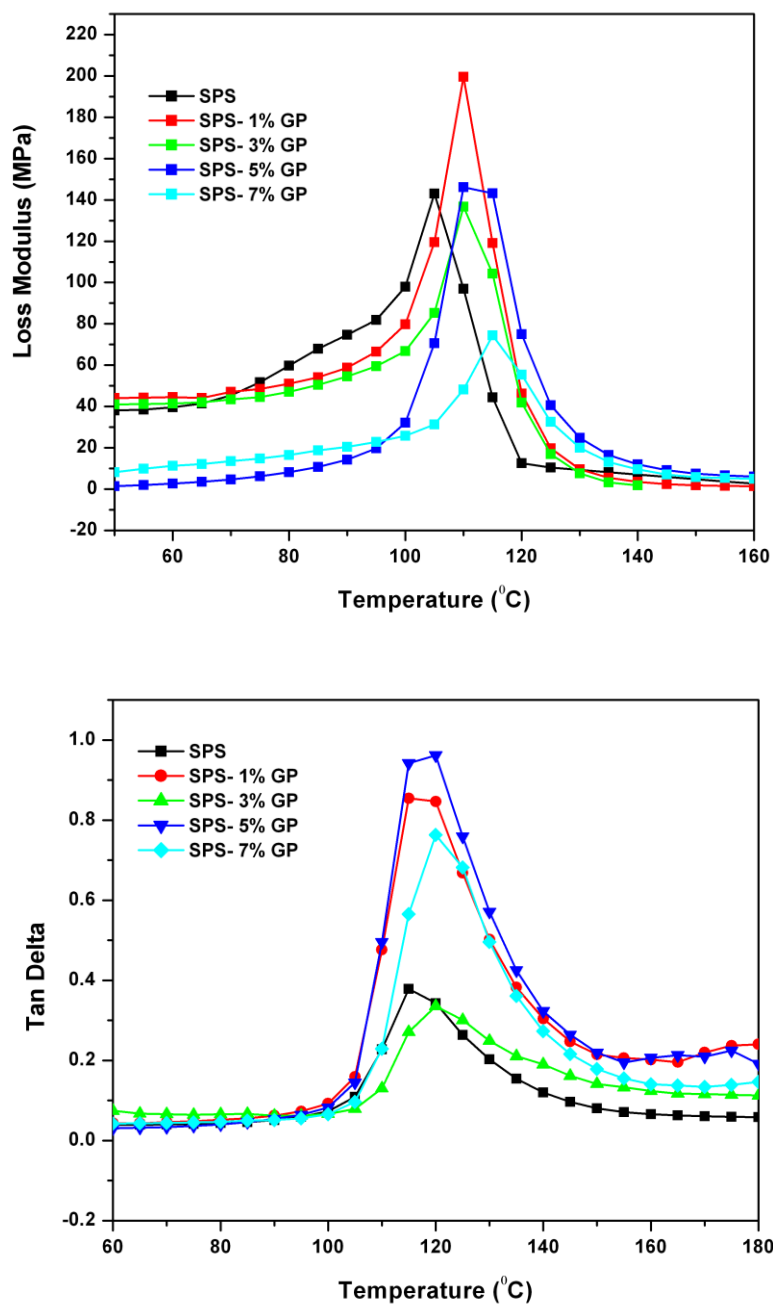 220
200
180
160
140
120
100
80
60
40
20
0
-20
Loss Modulus (MPa)
SPS
SPS- 1% GP
SPS- 3% GP
SPS- 5% GP
SPS- 7% GP
60 80 100 120 140 160
Temperature (⁰C)
1.0
0.8
0.6
0.4
0.2
0.0
-0.2
Tan Delta
SPS
SPS- 1% GP
SPS- 3% GP
SPS- 5% GP
SPS- 7% GP
60 80 100 120 140 160 180
Temperature (⁰C)